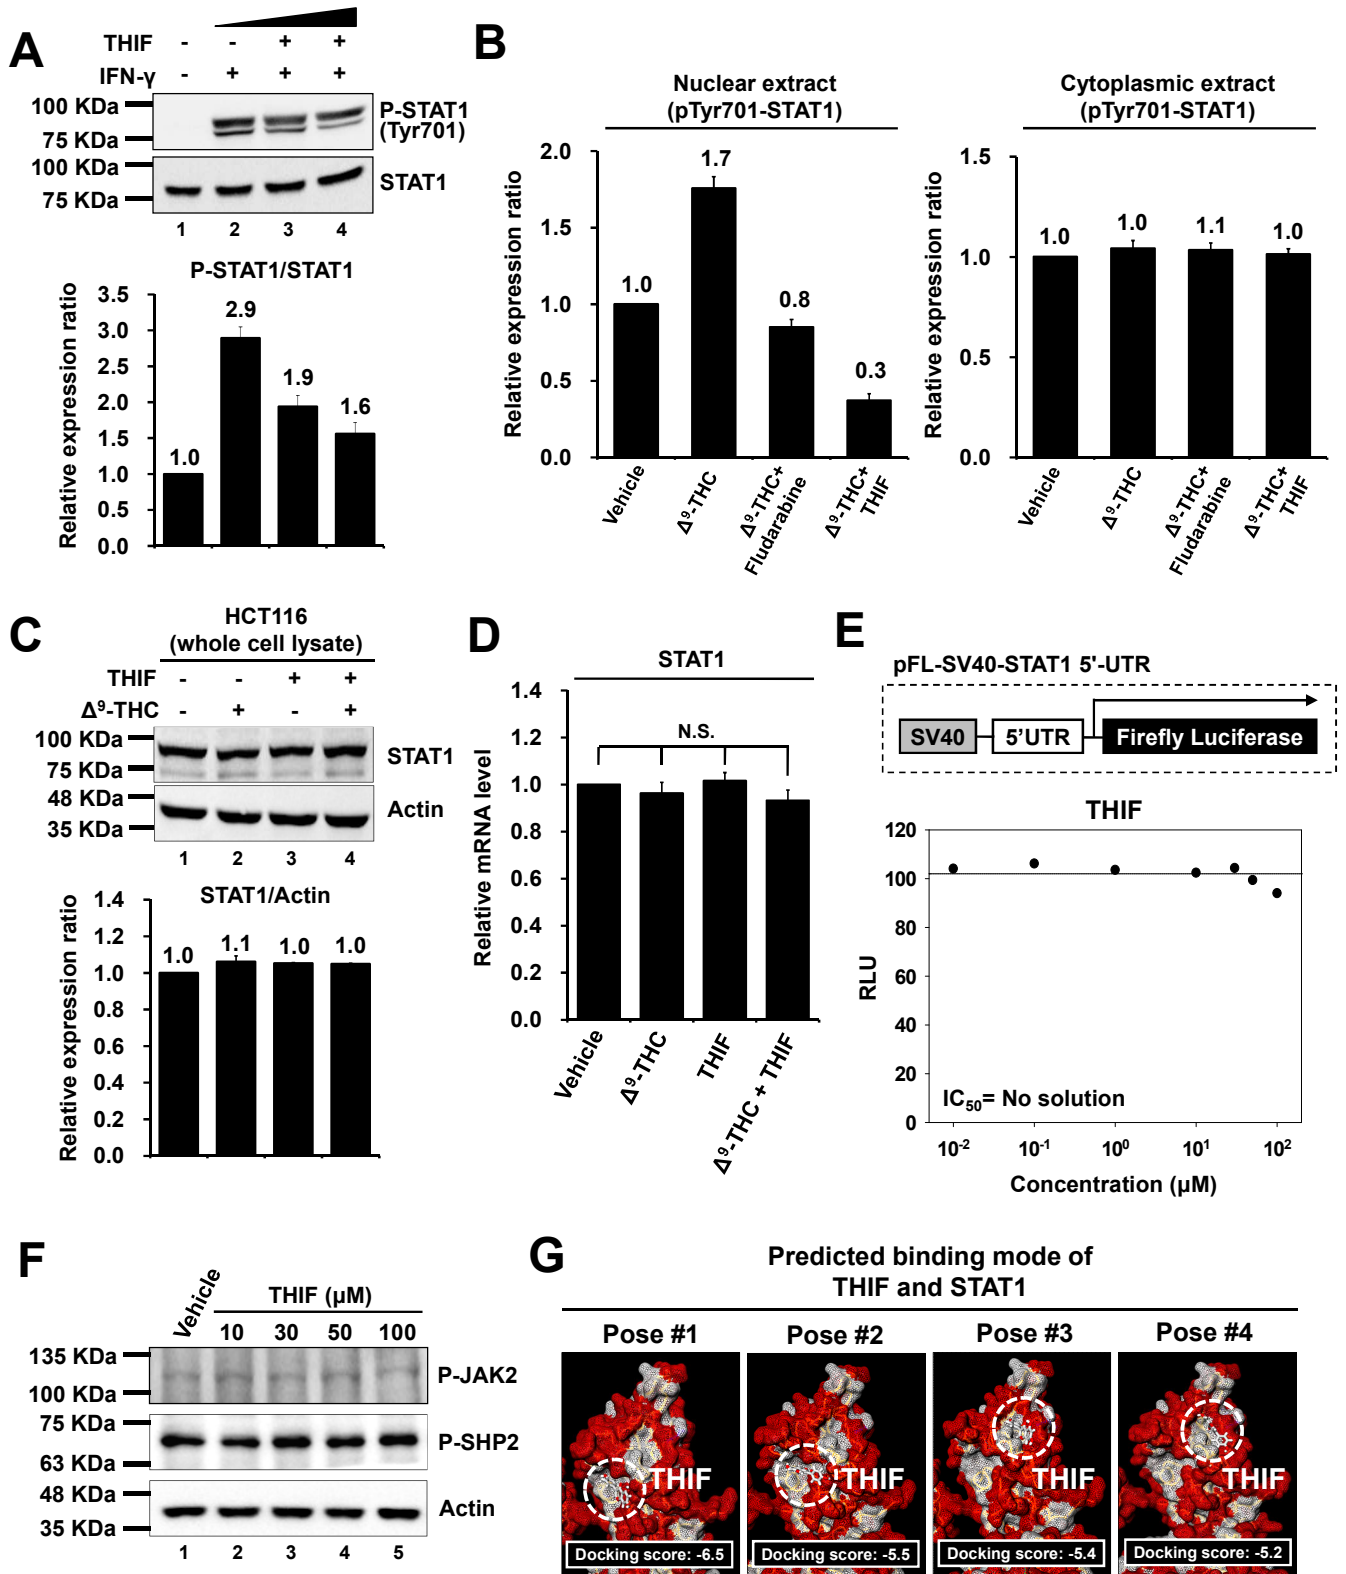 A
THIF - - + +
IFN-γ - + + +
100 KDa
75 KDa
P-STAT1
(Tyr701)
100 KDa
75 KDa
STAT1
1 2 3 4
P-STAT1/STAT1
Relative expression ratio
3.5
3.0
2.5
2.0
1.5
1.0
0.5
0.0
1.0
2.9
1.9
1.6
B
Nuclear extract
(pTyr701-STAT1)
Relative expression ratio
2.0
1.5
1.0
0.5
0.0
1.0
1.7
0.8
0.3
Vehicle
Δ⁹-THC
Δ⁹-THC+
Fludarabine
Δ⁹-THC+
THIF
Cytoplasmic extract
(pTyr701-STAT1)
Relative expression ratio
1.5
1.0
0.5
0.0
1.0
1.0
1.1
1.0
Vehicle
Δ⁹-THC
Δ⁹-THC+
Fludarabine
Δ⁹-THC+
THIF
C
HCT116
(whole cell lysate)
THIF - - + +
Δ⁹-THC - + - +
100 KDa
75 KDa
STAT1
48 KDa
35 KDa
Actin
1 2 3 4
STAT1/Actin
Relative expression ratio
1.4
1.2
1.0
0.8
0.6
0.4
0.2
0.0
1.0
1.1
1.0
1.0
D
STAT1
Relative mRNA level
1.4
1.2
1.0
0.8
0.6
0.4
0.2
0.0
N.S.
Vehicle
Δ⁹-THC
THIF
Δ⁹-THC + THIF
E
pFL-SV40-STAT1 5'-UTR
SV40
5'UTR
Firefly Luciferase
THIF
RLU
120
100
80
60
40
20
0
IC₅₀= No solution
10⁻² 10⁻¹ 10⁰ 10¹ 10²
Concentration (μM)
F
Vehicle
THIF (μM)
10 30 50 100
135 KDa
100 KDa
P-JAK2
75 KDa
63 KDa
P-SHP2
48 KDa
35 KDa
Actin
1 2 3 4 5
G
Predicted binding mode of
THIF and STAT1
Pose #1
THIF
Docking score: -6.5
Pose #2
THIF
Docking score: -5.5
Pose #3
THIF
Docking score: -5.4
Pose #4
THIF
Docking score: -5.2